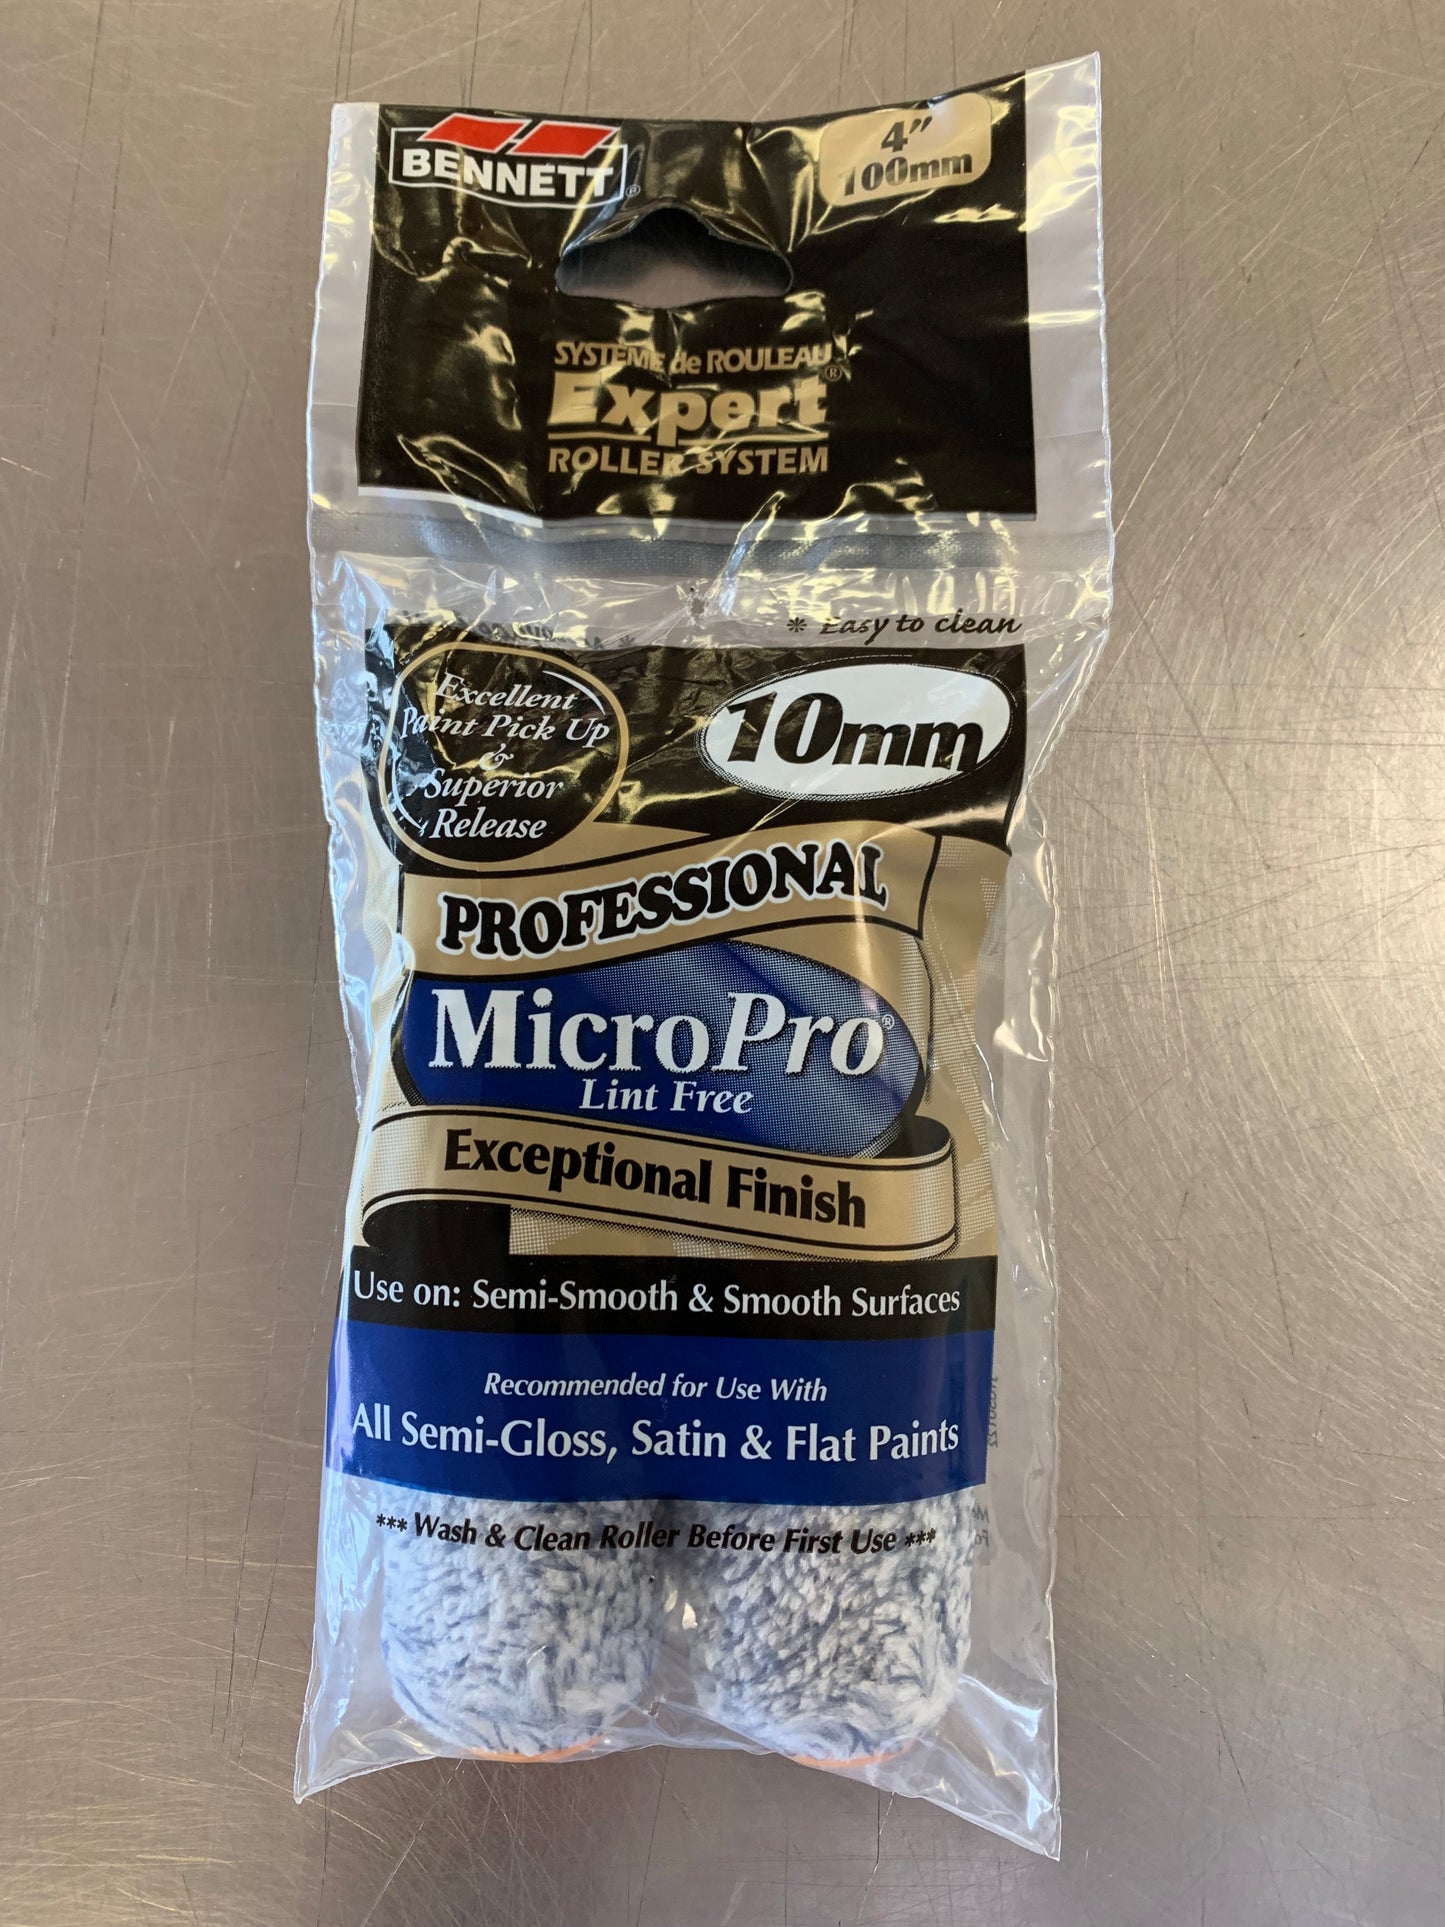 BENNETT®
4"
100mm
SYSTÈME de ROULEAU
Expert®
ROLLER SYSTEM
* Easy to clean
Excellent
Paint Pick Up
&
Superior
Release
10mm
PROFESSIONAL
MicroPro®
Lint Free
Exceptional Finish
Use on: Semi-Smooth & Smooth Surfaces
Recommended for Use With
All Semi-Gloss, Satin & Flat Paints
*** Wash & Clean Roller Before First Use ***